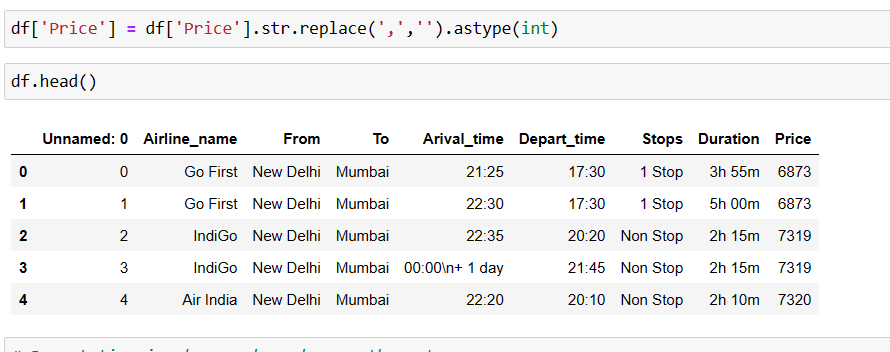 df['Price'] = df['Price'].str.replace(',','').astype(int)
df.head()
Unnamed: 0 Airline_name From To Arival_time Depart_time Stops Duration Price
0 0 Go First New Delhi Mumbai 21:25 17:30 1 Stop 3h 55m 6873
1 1 Go First New Delhi Mumbai 22:30 17:30 1 Stop 5h 00m 6873
2 2 IndiGo New Delhi Mumbai 22:35 20:20 Non Stop 2h 15m 7319
3 3 IndiGo New Delhi Mumbai 00:00\n+ 1 day 21:45 Non Stop 2h 15m 7319
4 4 Air India New Delhi Mumbai 22:20 20:10 Non Stop 2h 10m 7320